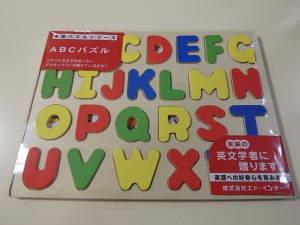 木製パズルシリーズ
ABCパズル
CDEFG
HIJKLMN
OPQRST
UVWX
未来の
英文学者に
贈ります
英語への好奇心を育みま
株式会社エド・インター